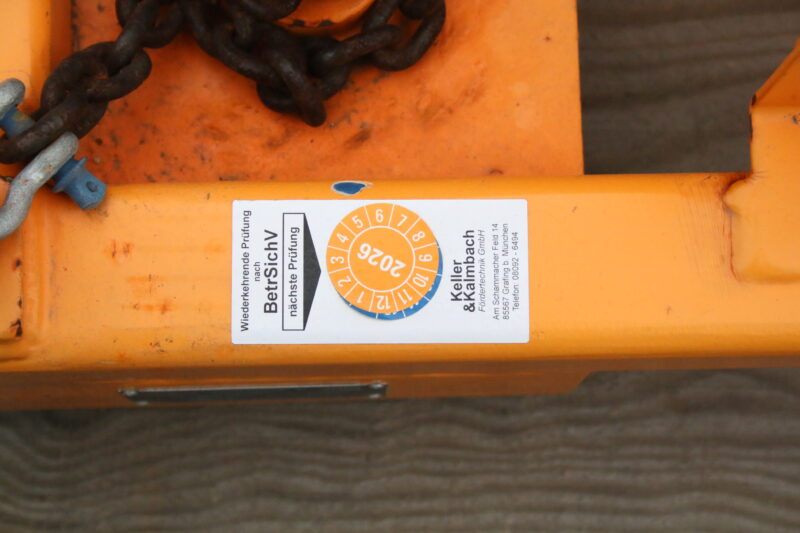 Wiederkehrende Prüfung
nach
BetrSichV
nächste Prüfung
1 2 3 4 5 6 7 8 9 10 11 12
2026
Keller
&Kalmbach
Fördertechnik GmbH
Am Schammacher Feld 14
85567 Grafing b. München
Telefon: 08092 - 6494